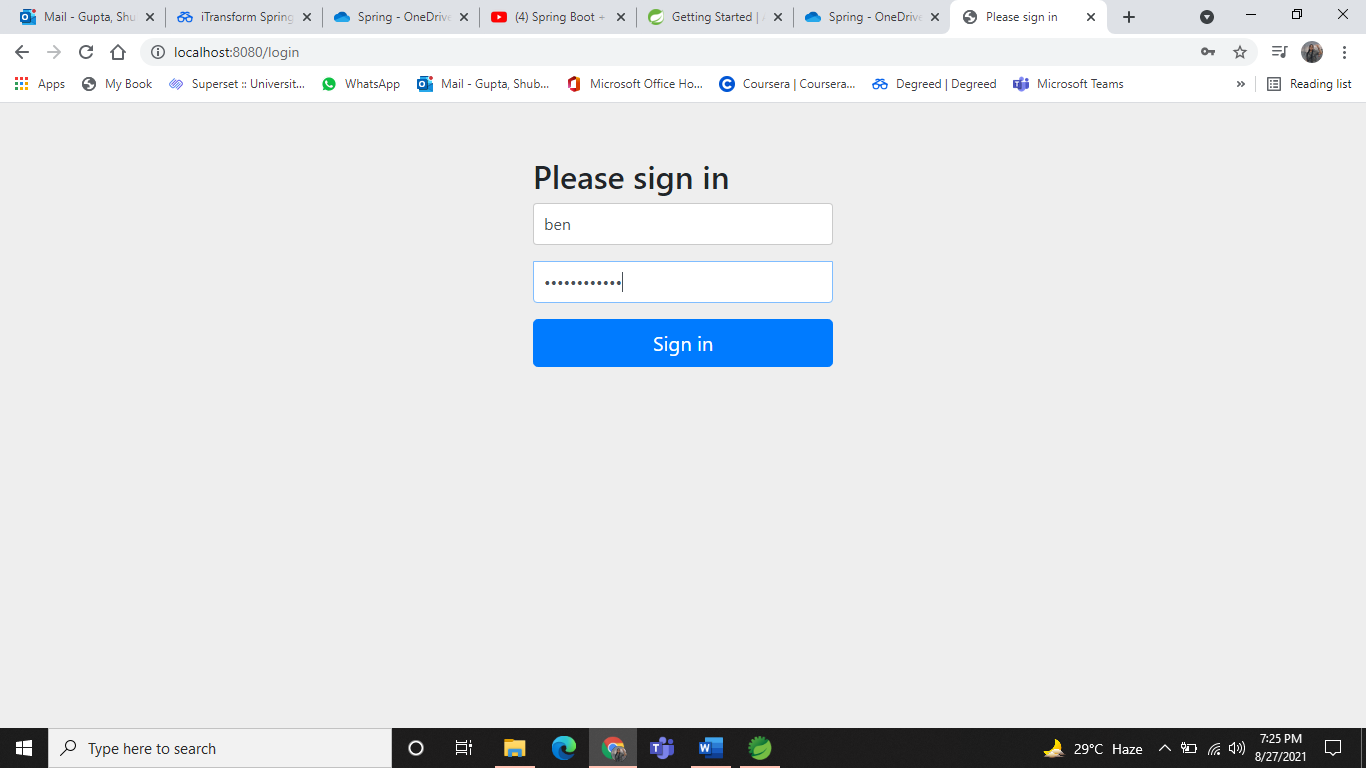 Mail - Gupta, Shu
iTransform Spring
Spring - OneDrive
(4) Spring Boot +
Getting Started | A
Spring - OneDrive
Please sign in
localhost:8080/login
Apps
My Book
Superset :: Universit...
WhatsApp
Mail - Gupta, Shub...
Microsoft Office Ho...
Coursera | Coursera...
Degreed | Degreed
Microsoft Teams
»
Reading list
Please sign in
ben
••••••••••••
Sign in
Type here to search
29°C Haze
7:25 PM
8/27/2021